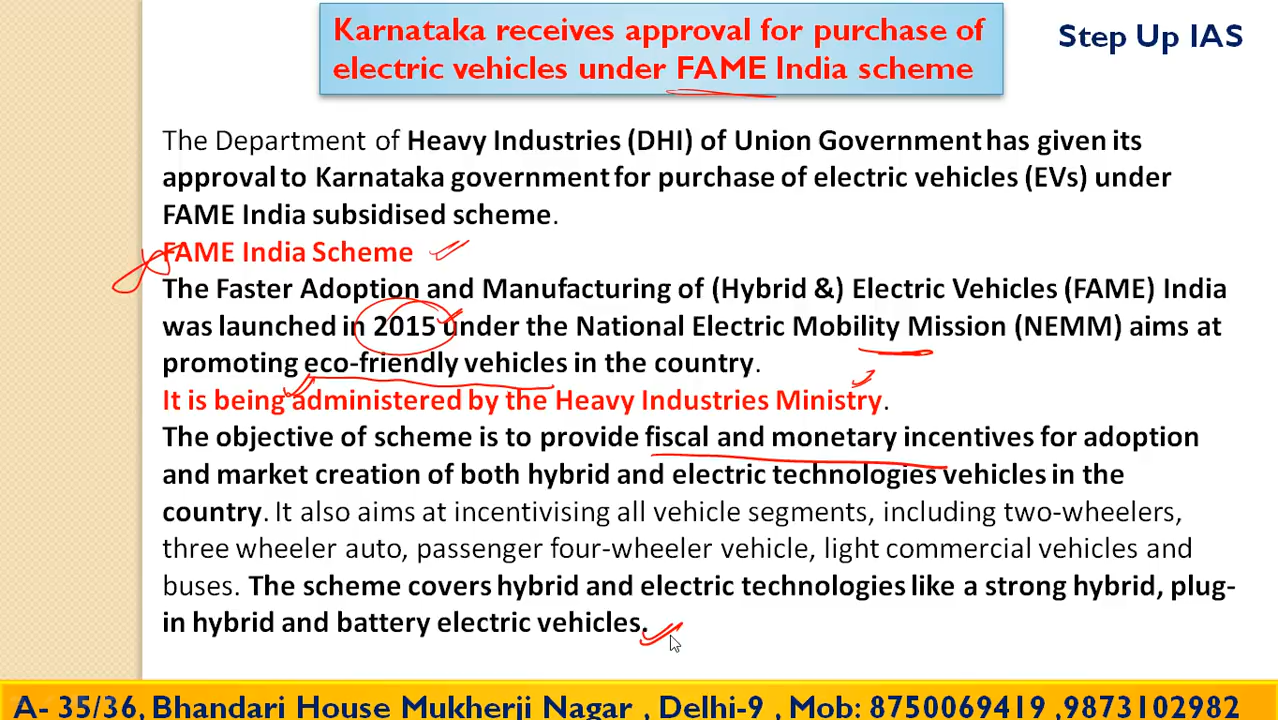 Karnataka receives approval for purchase of
electric vehicles under FAME India scheme
Step Up IAS
The Department of Heavy Industries (DHI) of Union Government has given its
approval to Karnataka government for purchase of electric vehicles (EVs) under
FAME India subsidised scheme.
FAME India Scheme
The Faster Adoption and Manufacturing of (Hybrid &) Electric Vehicles (FAME) India
was launched in 2015 under the National Electric Mobility Mission (NEMM) aims at
promoting eco-friendly vehicles in the country.
It is being administered by the Heavy Industries Ministry.
The objective of scheme is to provide fiscal and monetary incentives for adoption
and market creation of both hybrid and electric technologies vehicles in the
country. It also aims at incentivising all vehicle segments, including two-wheelers,
three wheeler auto, passenger four-wheeler vehicle, light commercial vehicles and
buses. The scheme covers hybrid and electric technologies like a strong hybrid, plug-
in hybrid and battery electric vehicles.
A- 35/36, Bhandari House Mukherji Nagar , Delhi-9 , Mob: 8750069419 ,9873102982